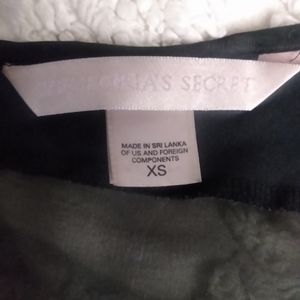 VICTORIA'S SECRET
MADE IN SRI LANKA
OF US AND FOREIGN
COMPONENTS
XS